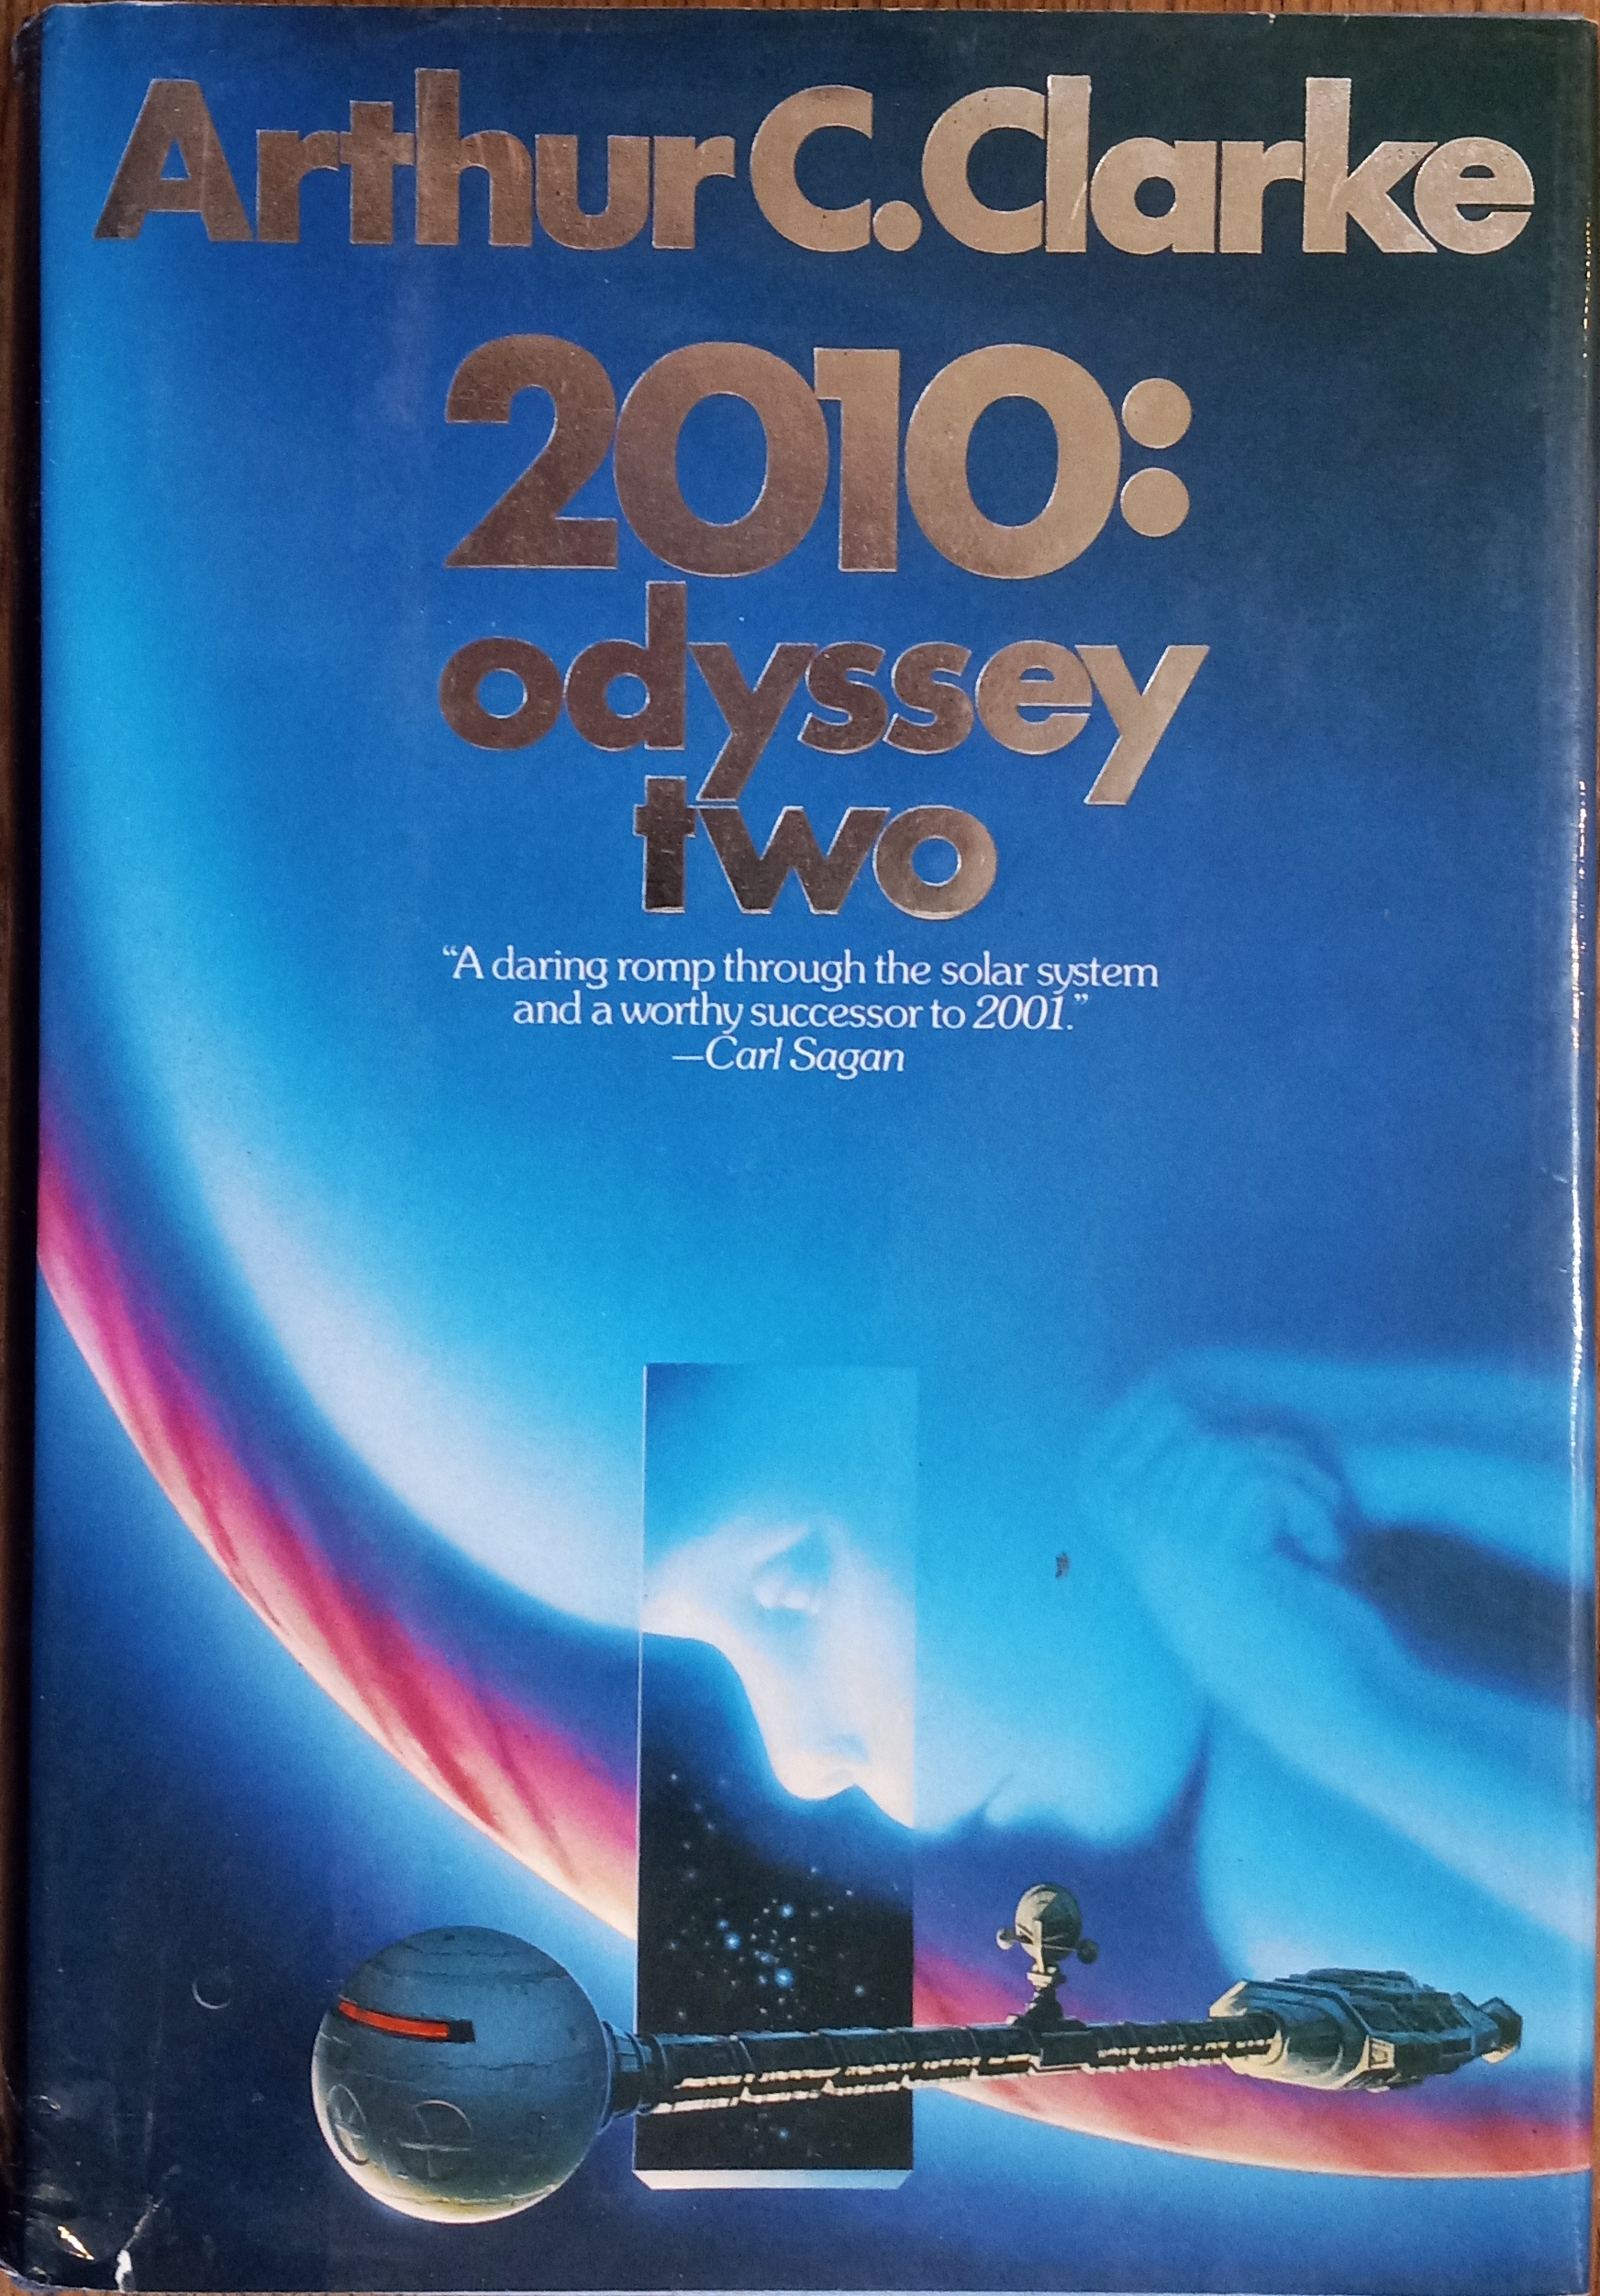 Arthur C. Clarke
2010:
odyssey
two
“A daring romp through the solar system
and a worthy successor to 2001.”
—Carl Sagan